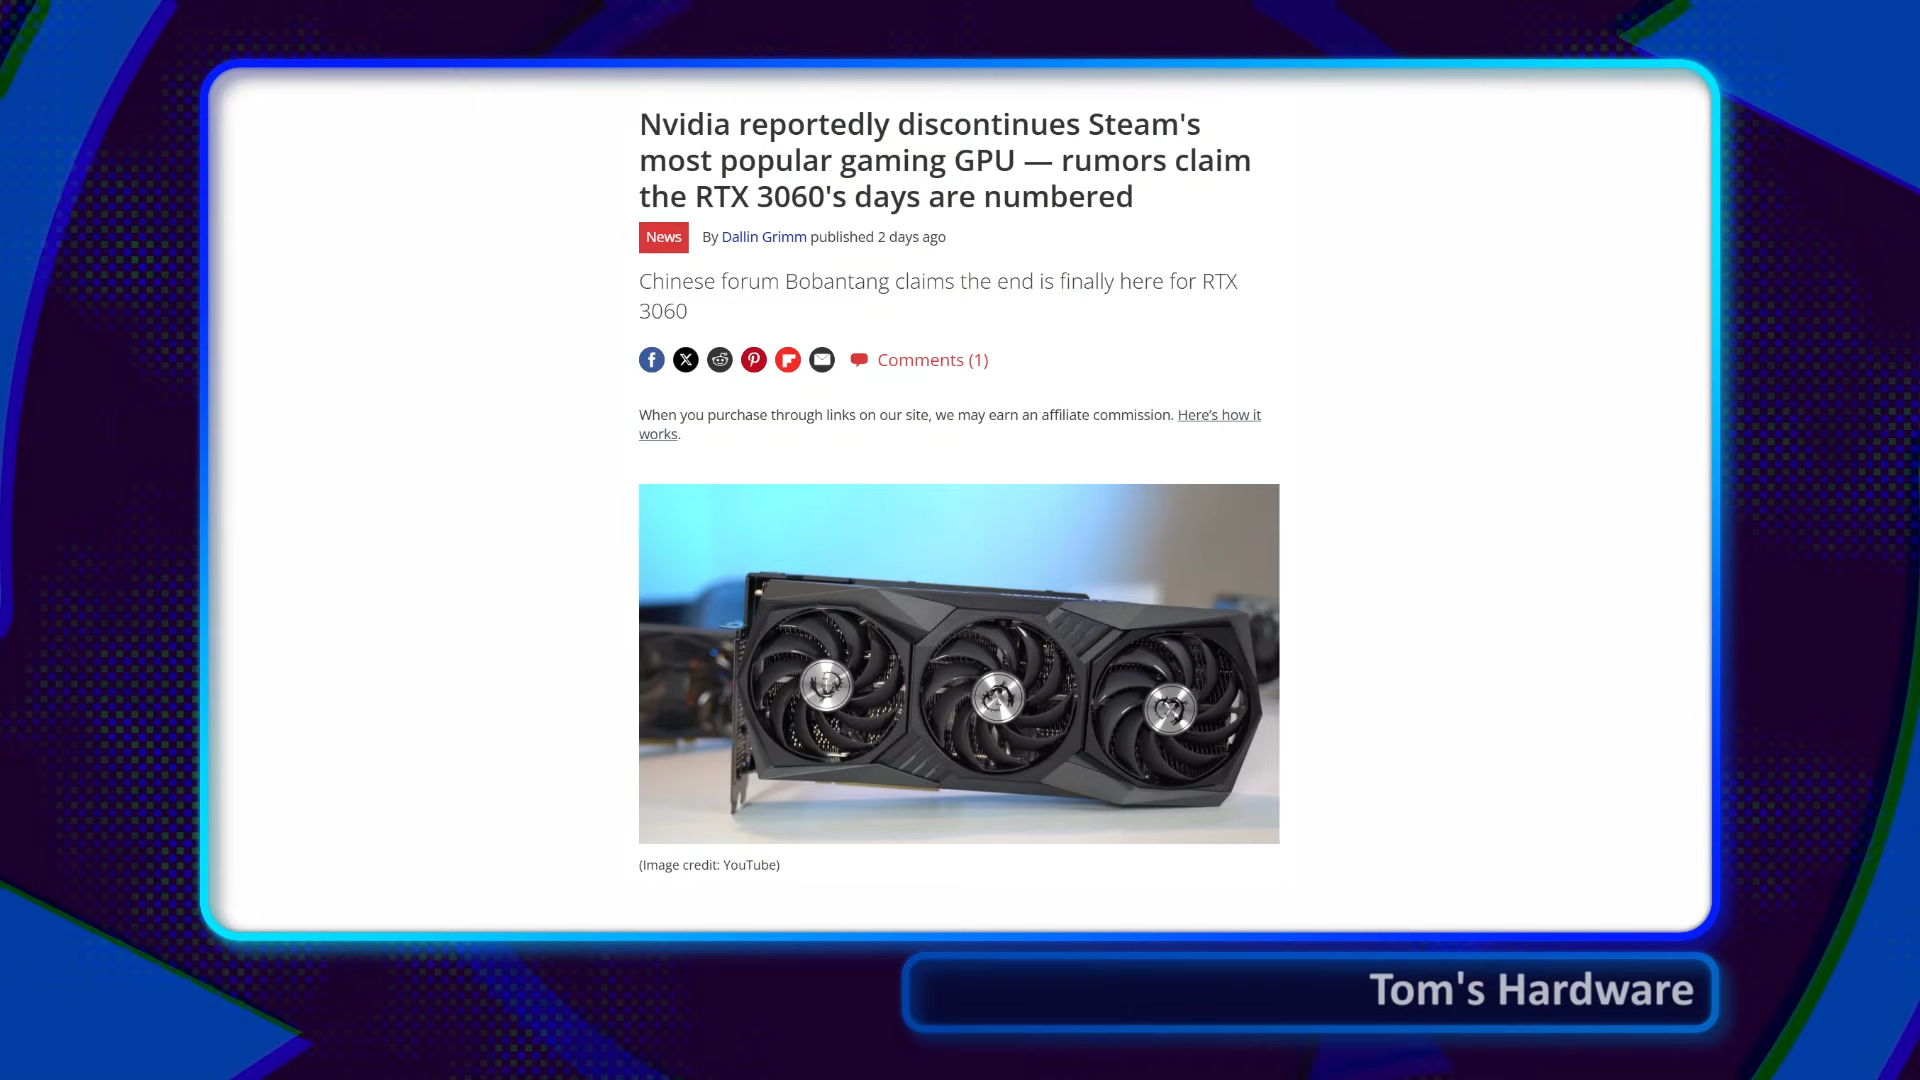 Nvidia reportedly discontinues Steam's
most popular gaming GPU — rumors claim
the RTX 3060's days are numbered
News By Dallin Grimm published 2 days ago
Chinese forum Bobantang claims the end is finally here for RTX
3060
Comments (1)
When you purchase through links on our site, we may earn an affiliate commission. Here’s how it
works.
(Image credit: YouTube)
Tom's Hardware